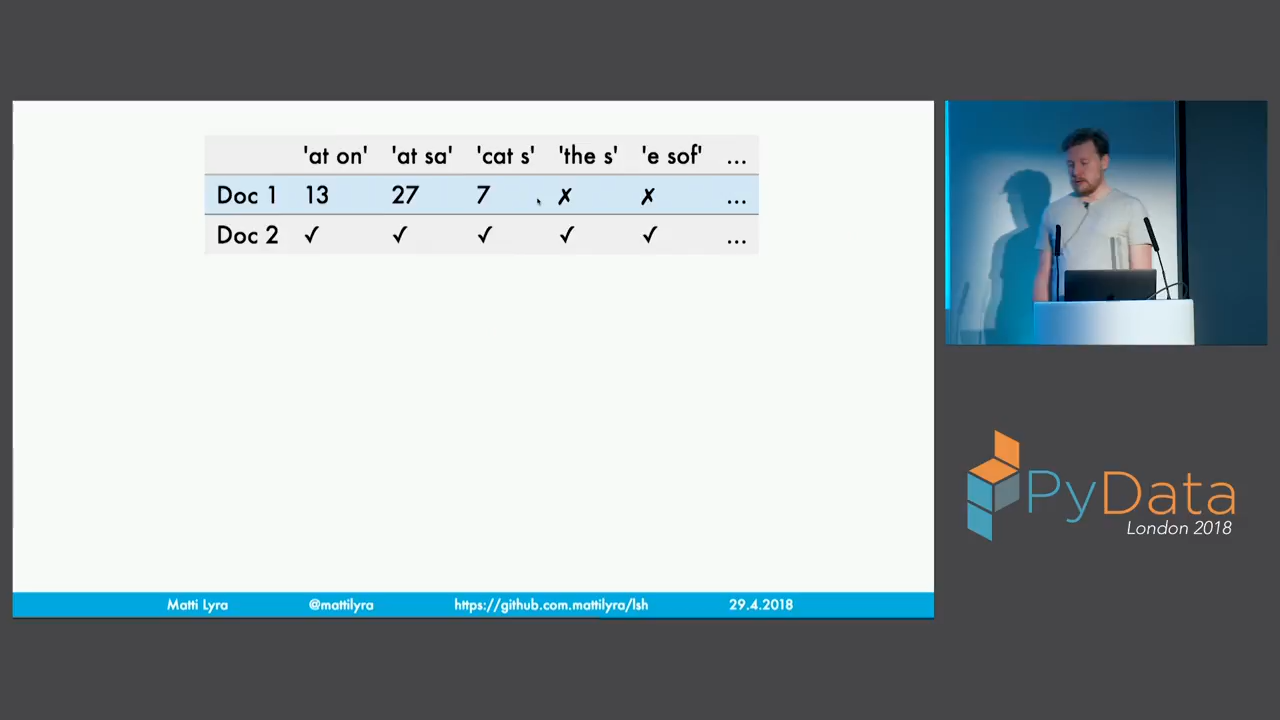 'at on' 'at sa' 'cat s' 'the s' 'e sof' ...
Doc 1 13 27 7 ✗ ✗ ...
Doc 2 ✓ ✓ ✓ ✓ ✓ ...
PyData
London 2018
Matti Lyra @mattilyra https://github.com.mattilyra/lsh 29.4.2018